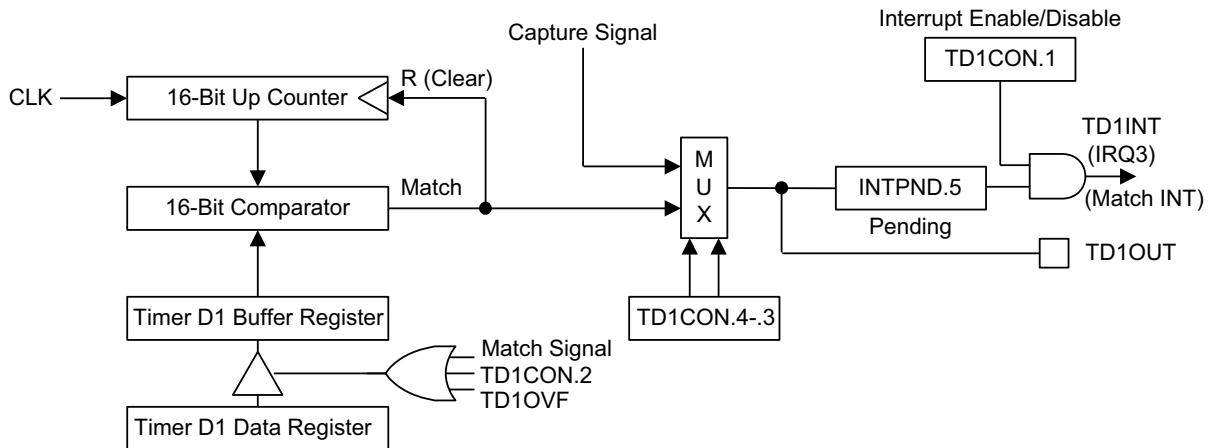 Interrupt Enable/Disable
Capture Signal
TD1CON.1
R (Clear)
CLK
16-Bit Up Counter
TD1INT
(IRQ3)
(Match INT)
M
U
X
Match
16-Bit Comparator
INTPND.5
Pending
TD1OUT
Timer D1 Buffer Register
TD1CON.4-.3
Match Signal
TD1CON.2
TD1OVF
Timer D1 Data Register